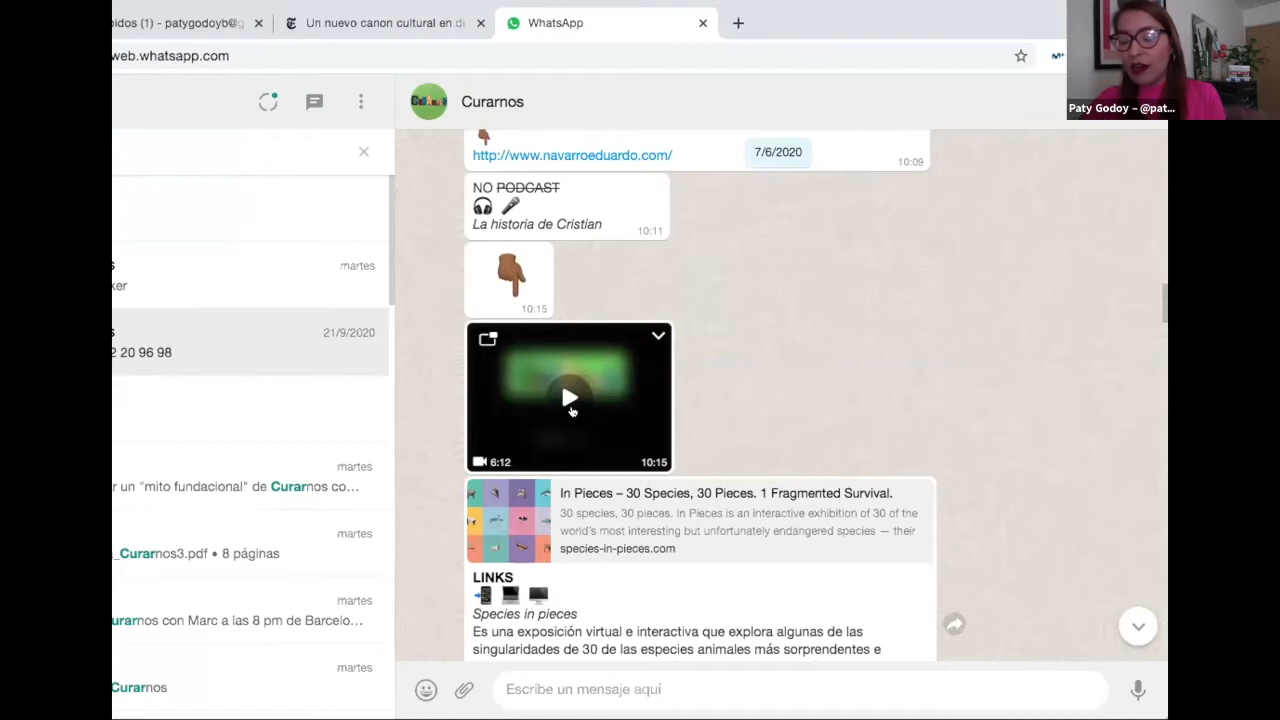 oidos (1) - patygodoyb@g
Un nuevo canon cultural en di
WhatsApp
web.whatsapp.com
Paty Godoy – @pat...
Curarnos
http://www.navarroeduardo.com/
7/6/2020
10:09
NO PODCAST
La historia de Cristian
10:11
10:15
6:12
10:15
In Pieces – 30 Species, 30 Pieces. 1 Fragmented Survival.
30 species, 30 pieces. In Pieces is an interactive exhibition of 30 of the
world's most interesting but unfortunately endangered species — their
species-in-pieces.com
LINKS
Species in pieces
Es una exposición virtual e interactiva que explora algunas de las
singularidades de 30 de las especies animales más sorprendentes e
Escribe un mensaje aquí
s
martes
ker
s
21/9/2020
2 20 96 98
martes
r un "mito fundacional" de Curarnos co…
martes
_Curarnos3.pdf • 8 páginas
martes
urarnos con Marc a las 8 pm de Barcelo…
martes
Curarnos